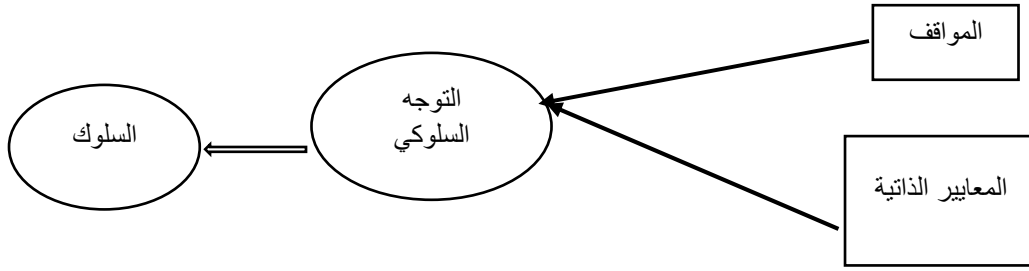 المواقف
التوجه
السلوكي
السلوك
المعايير الذاتية